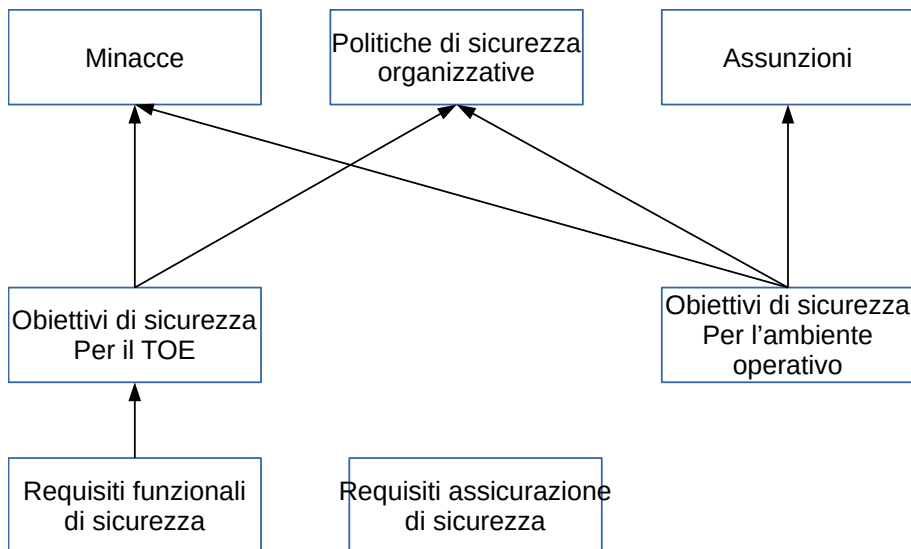 Minacce
Politiche di sicurezza
organizzative
Assunzioni
Obiettivi di sicurezza
Per il TOE
Obiettivi di sicurezza
Per l’ambiente
operativo
Requisiti funzionali
di sicurezza
Requisiti assicurazione
di sicurezza